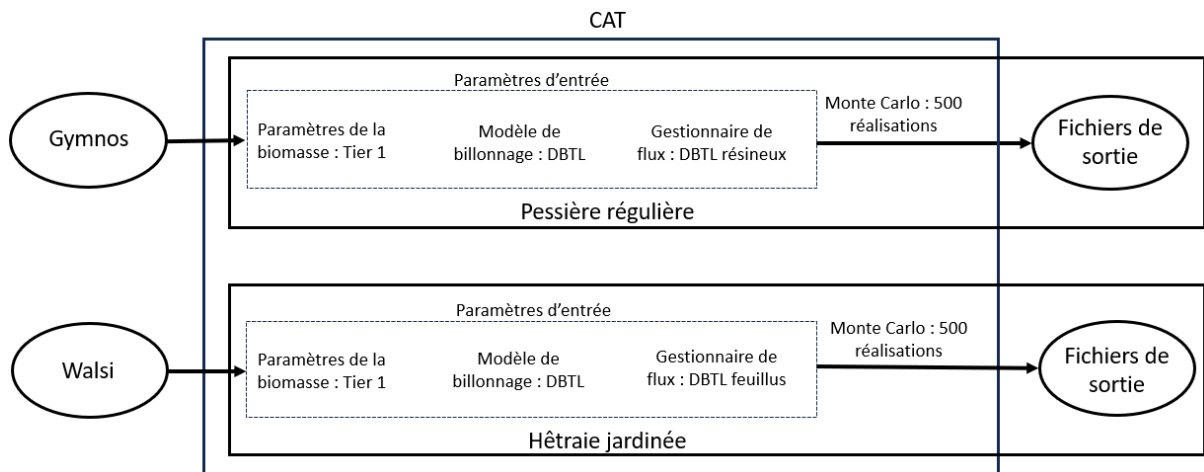 CAT
Paramètres d'entrée
Gymnos
Paramètres de la
biomasse : Tier 1
Modèle de
billonnage : DBTL
Gestionnaire de
flux : DBTL résineux
Monte Carlo : 500
réalisations
Fichiers de
sortie
Pessière régulière
Paramètres d'entrée
Walsi
Paramètres de la
biomasse : Tier 1
Modèle de
billonnage : DBTL
Gestionnaire de
flux : DBTL feuillus
Monte Carlo : 500
réalisations
Fichiers de
sortie
Hêtraie jardinée